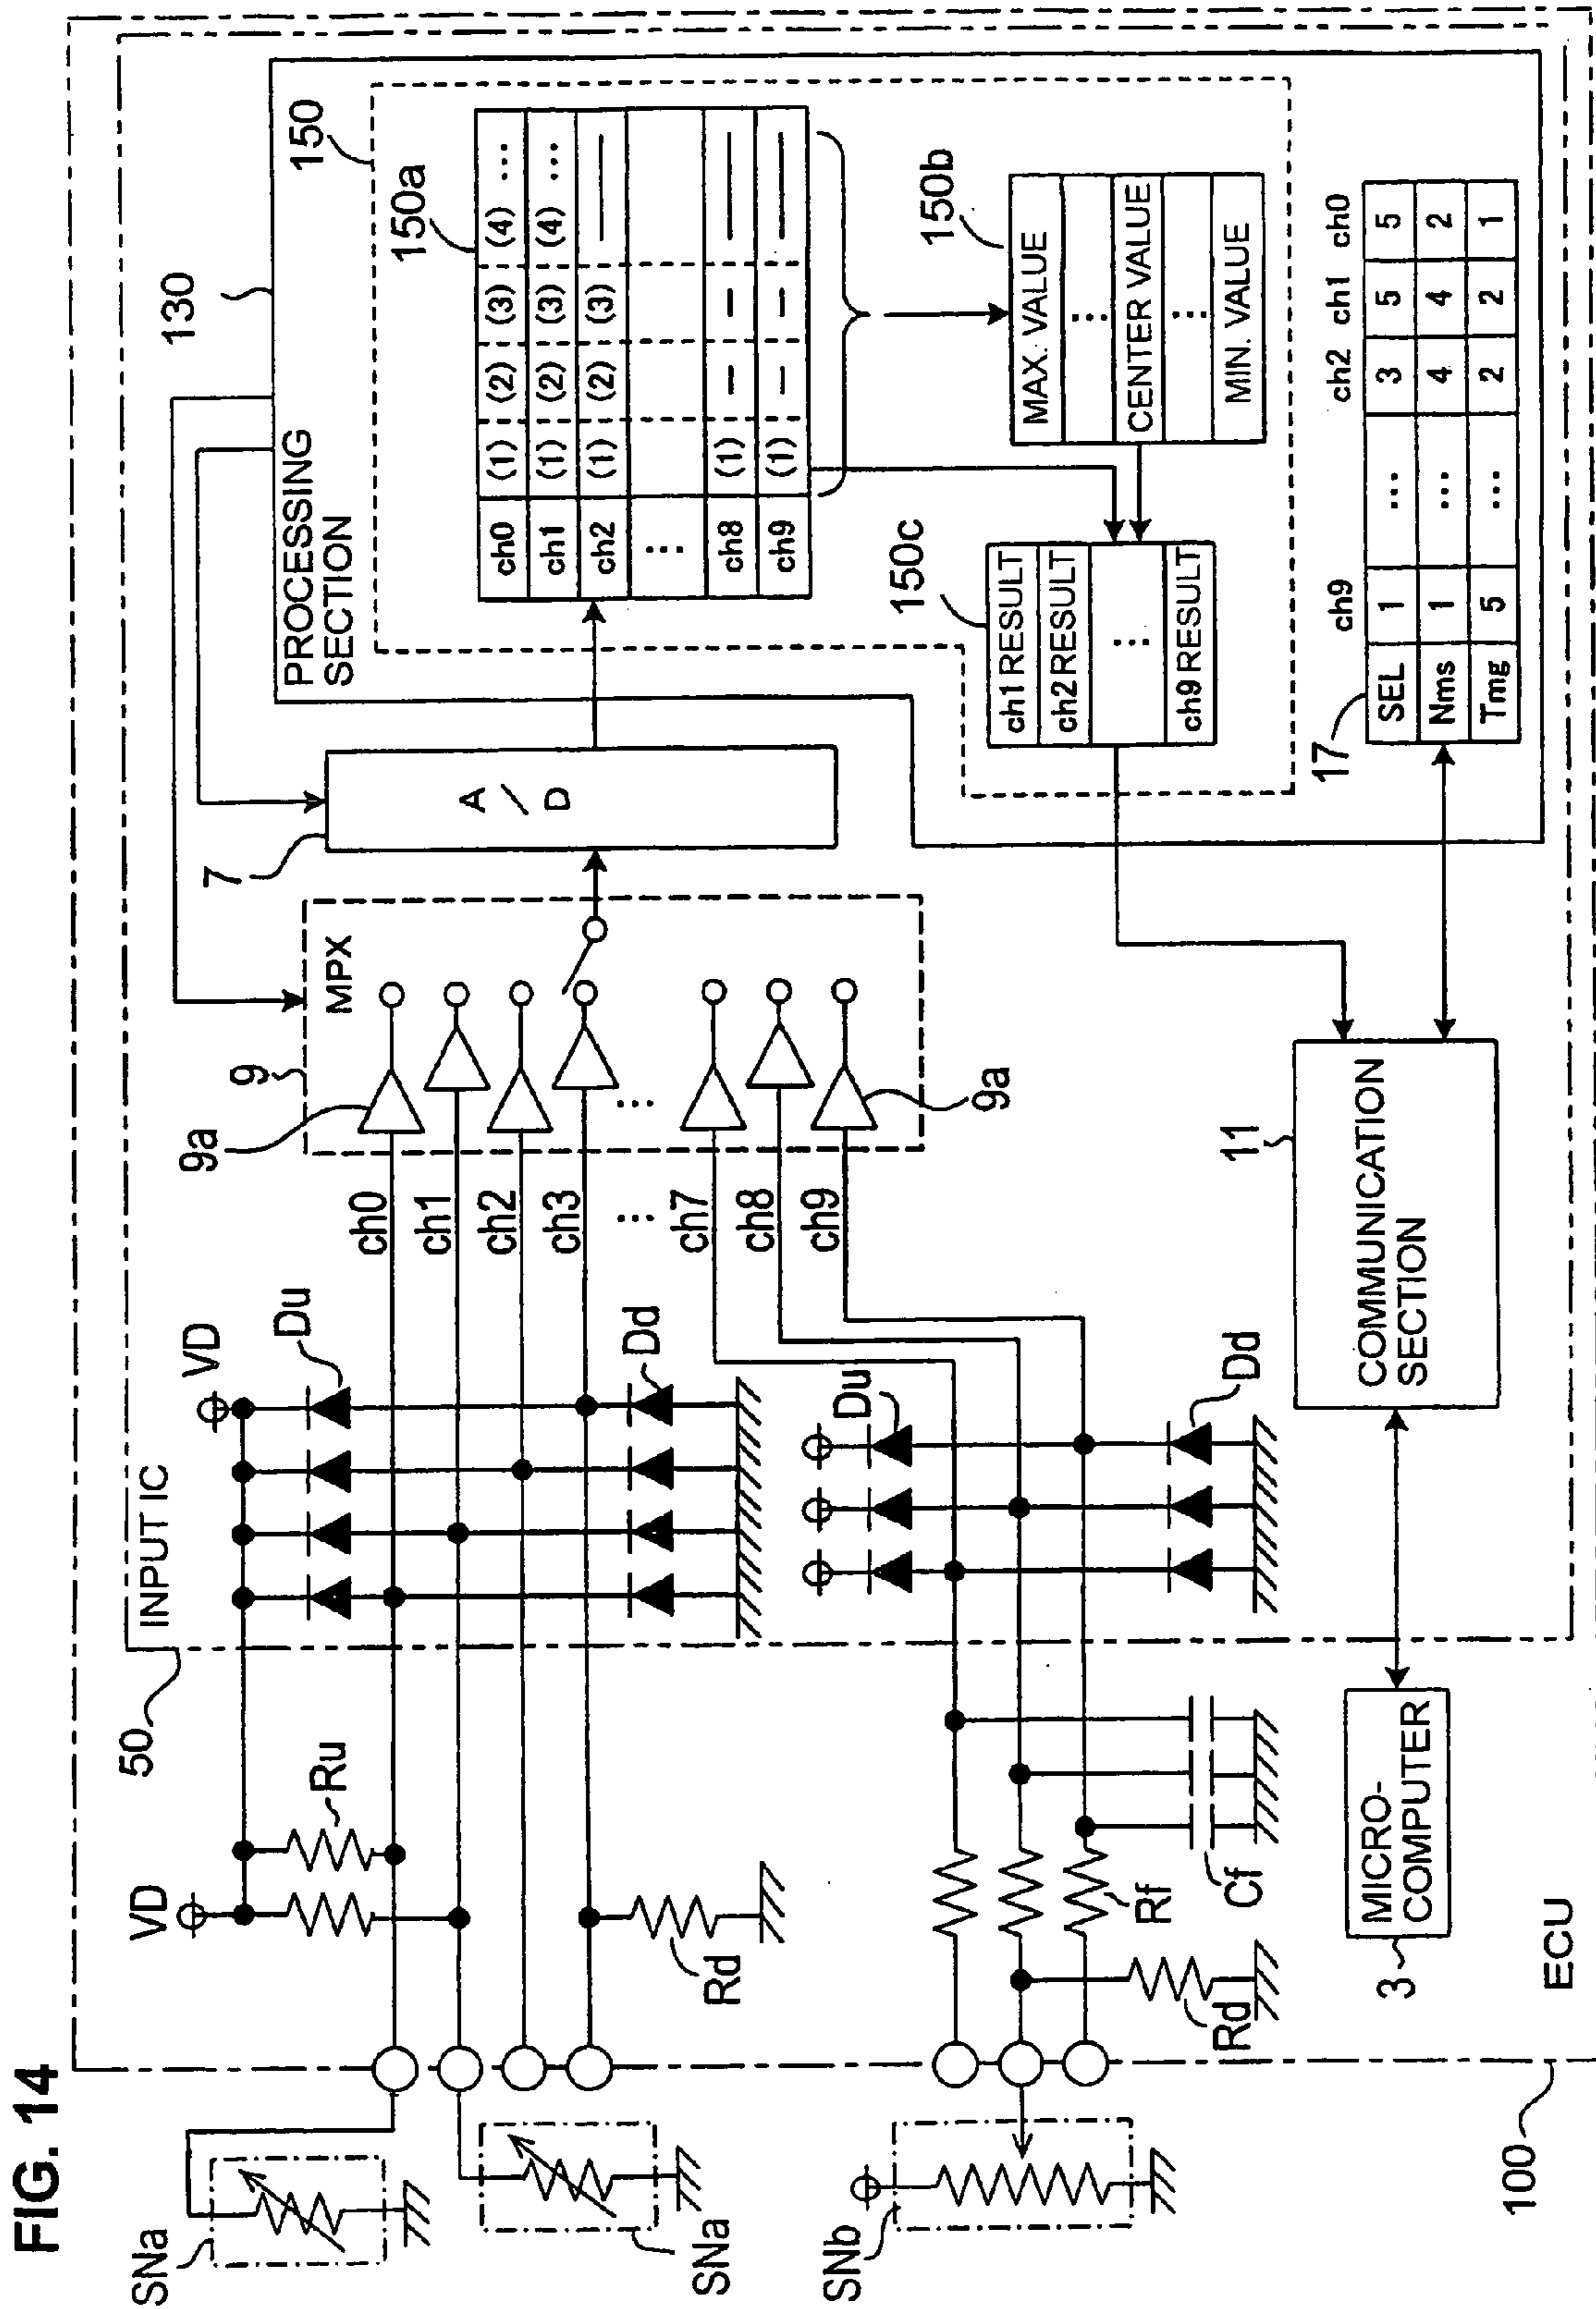 FIG. 14
100
ECU
50
INPUT IC
130
PROCESSING
SECTION
150
150a
ch0 (1) (2) (3) (4) ...
ch1 (1) (2) (3) (4) ...
ch2 (1) (2) (3) —
...
ch8 (1) — — —
ch9 (1) — — —
150b
MAX. VALUE
...
CENTER VALUE
...
MIN. VALUE
150c
ch1 RESULT
ch2 RESULT
...
ch9 RESULT
17
ch9 ch2 ch1 ch0
SEL 1 ... 3 5 5
Nms 1 ... 4 4 2
Tmg 5 ... 2 2 1
7
A/D
9
MPX
9a
9a
ch0
ch1
ch2
ch3
...
...
ch7
ch8
ch9
VD
Du
Dd
Du
Dd
VD
Ru
Rd
Rf
Cf
Rd
SNa
SNa
SNb
11
COMMUNICATION
SECTION
3
MICRO-
COMPUTER